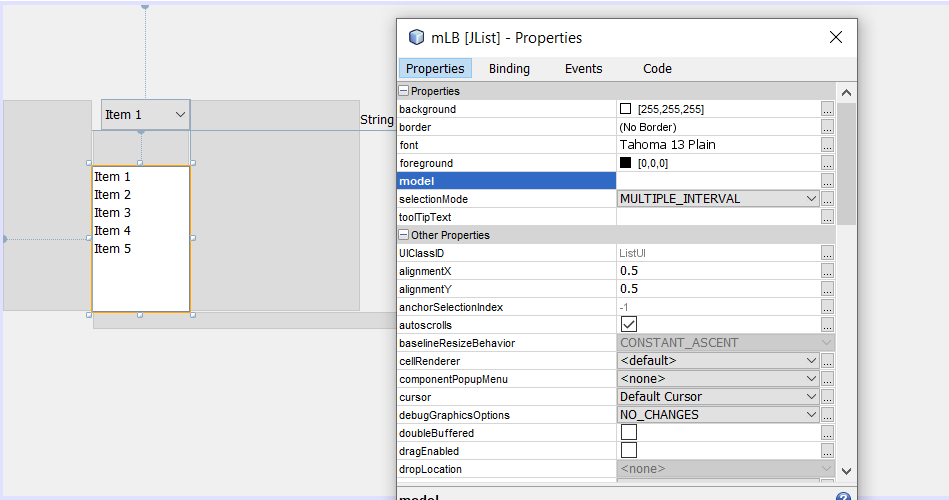 Item 1
String
Item 1
Item 2
Item 3
Item 4
Item 5
mLB [JList] - Properties
Properties Binding Events Code
Properties
background [255,255,255] ...
border (No Border) ...
font Tahoma 13 Plain ...
foreground [0,0,0] ...
model ...
selectionMode MULTIPLE_INTERVAL ...
toolTipText ...
Other Properties
UIClassID ListUI ...
alignmentX 0.5 ...
alignmentY 0.5 ...
anchorSelectionIndex -1 ...
autoscrolls ...
baselineResizeBehavior CONSTANT_ASCENT ...
cellRenderer <default> ...
componentPopupMenu <none> ...
cursor Default Cursor ...
debugGraphicsOptions NO_CHANGES ...
doubleBuffered ...
dragEnabled ...
dropLocation <none> ...
model ?